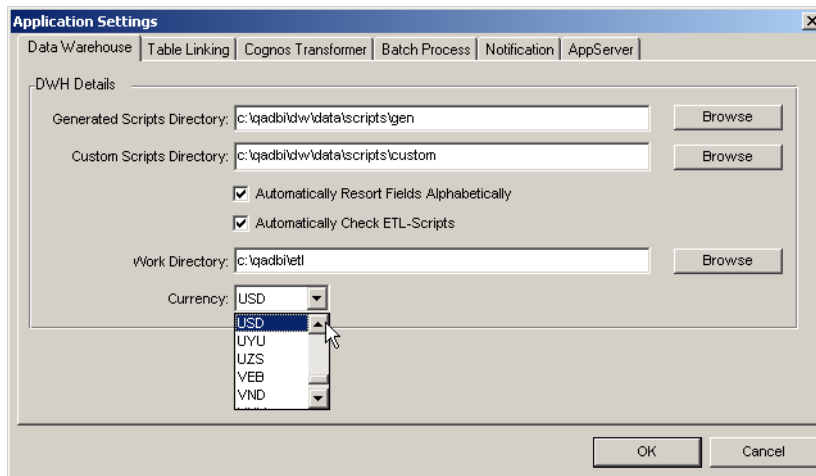 Application Settings
Data Warehouse Table Linking Cognos Transformer Batch Process Notification AppServer
DWH Details
Generated Scripts Directory: c:\qadbi\dw\data\scripts\gen Browse
Custom Scripts Directory: c:\qadbi\dw\data\scripts\custom Browse
Automatically Resort Fields Alphabetically
Automatically Check ETL-Scripts
Work Directory: c:\qadbi\etl Browse
Currency: USD
USD
UYU
UZS
VEB
VND
OK Cancel